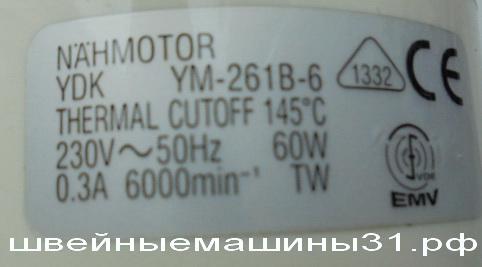 NÄHMOTOR
YDK YM-261B-6
1332
CE
THERMAL CUTOFF 145°C
230V~50Hz 60W
0.3A 6000min⁻¹ TW
VDE
EMV
швейныемашины31.рф